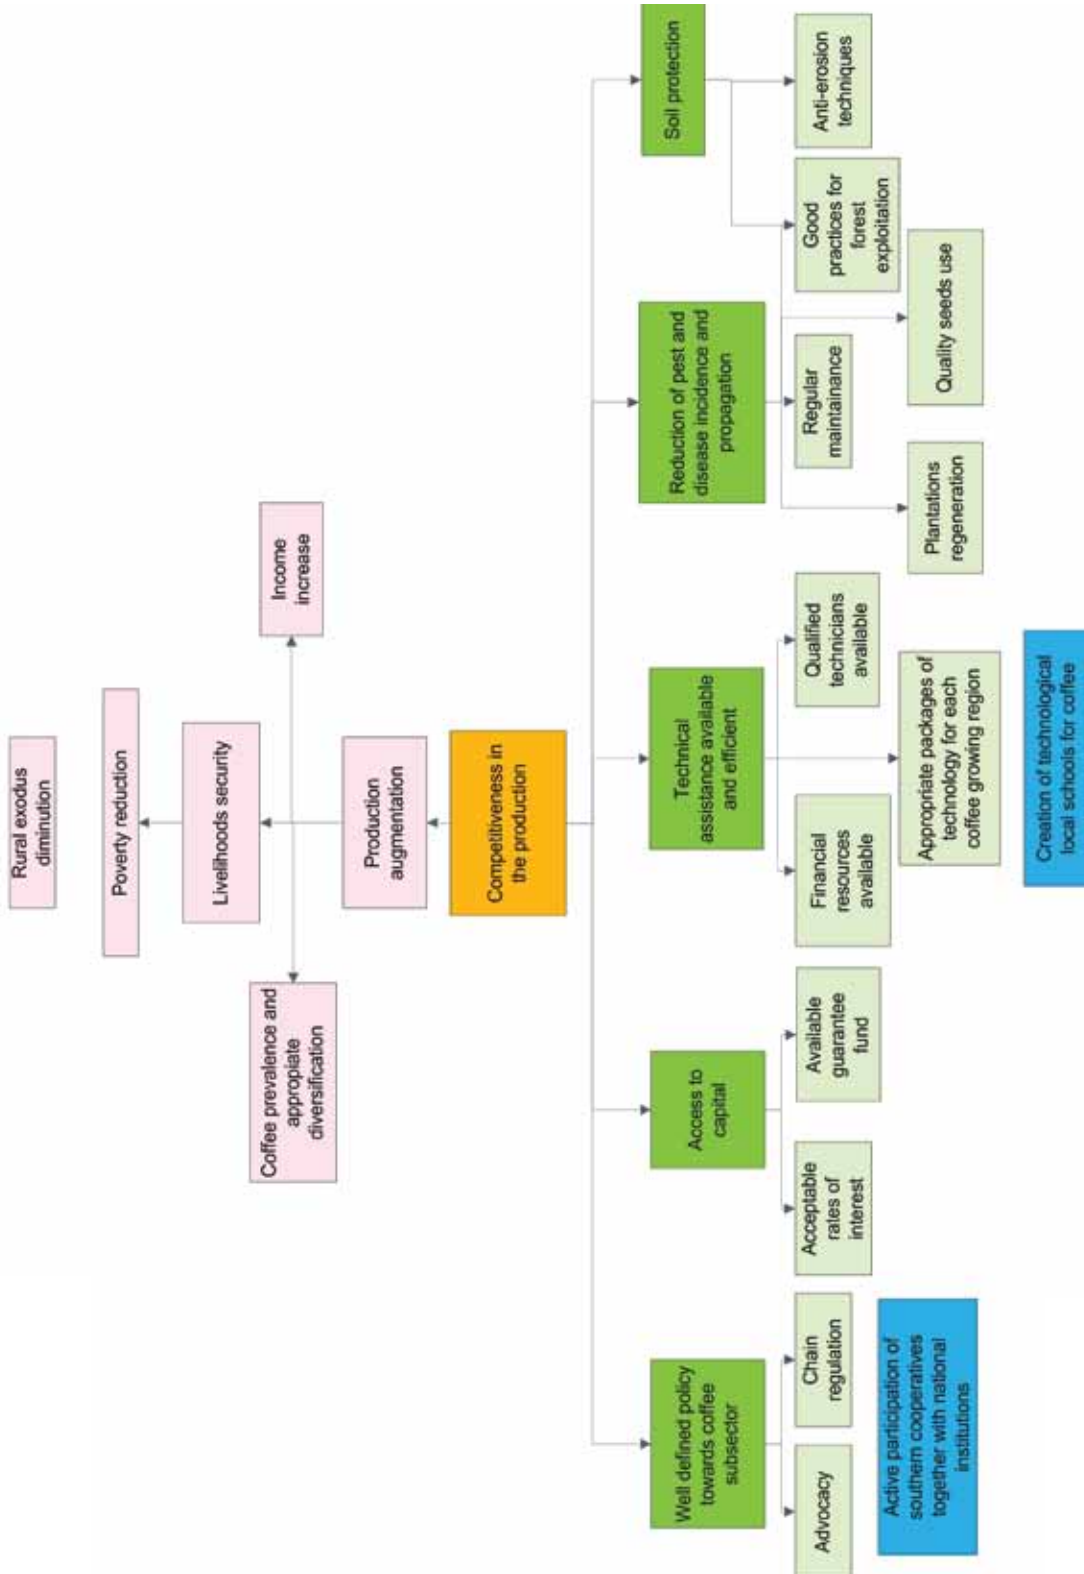 Rural exodus
diminution
Poverty reduction
Livelihoods security
Coffee prevalence and
appropiate
diversification
Income
increase
Production
augmentation
Competitiveness in
the production
Well defined policy
towards coffee
subsector
Access to
capital
Technical
assistance available
and efficient
Reduction of pest and
disease incidence and
propagation
Soil protection
Advocacy
Chain
regulation
Acceptable
rates of
interest
Available
guarantee
fund
Financial
resources
available
Qualified
technicians
available
Regular
maintainance
Good
practices for
forest
exploitation
Anti-erosion
techniques
Active participation of
southern cooperatives
together with national
institutions
Appropriate packages of
technology for each
coffee growing region
Plantations
regeneration
Quality seeds use
Creation of technological
local schools for coffee